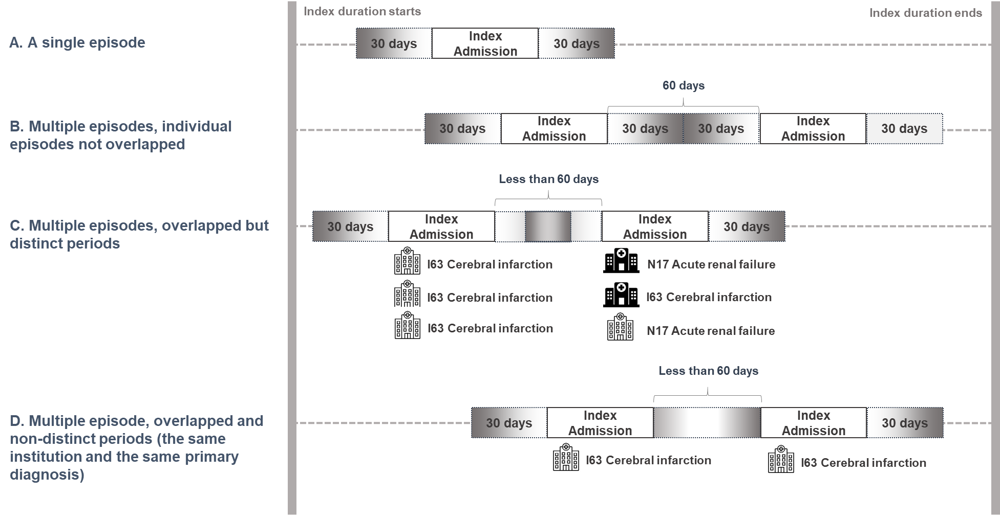 Index duration starts
Index duration ends
A. A single episode
30 days
Index
Admission
30 days
60 days
B. Multiple episodes, individual
episodes not overlapped
30 days
Index
Admission
30 days
30 days
Index
Admission
30 days
Less than 60 days
C. Multiple episodes, overlapped but
distinct periods
30 days
Index
Admission
Index
Admission
30 days
I63 Cerebral infarction
N17 Acute renal failure
I63 Cerebral infarction
I63 Cerebral infarction
I63 Cerebral infarction
N17 Acute renal failure
Less than 60 days
D. Multiple episode, overlapped and
non-distinct periods (the same
institution and the same primary
diagnosis)
30 days
Index
Admission
Index
Admission
30 days
I63 Cerebral infarction
I63 Cerebral infarction